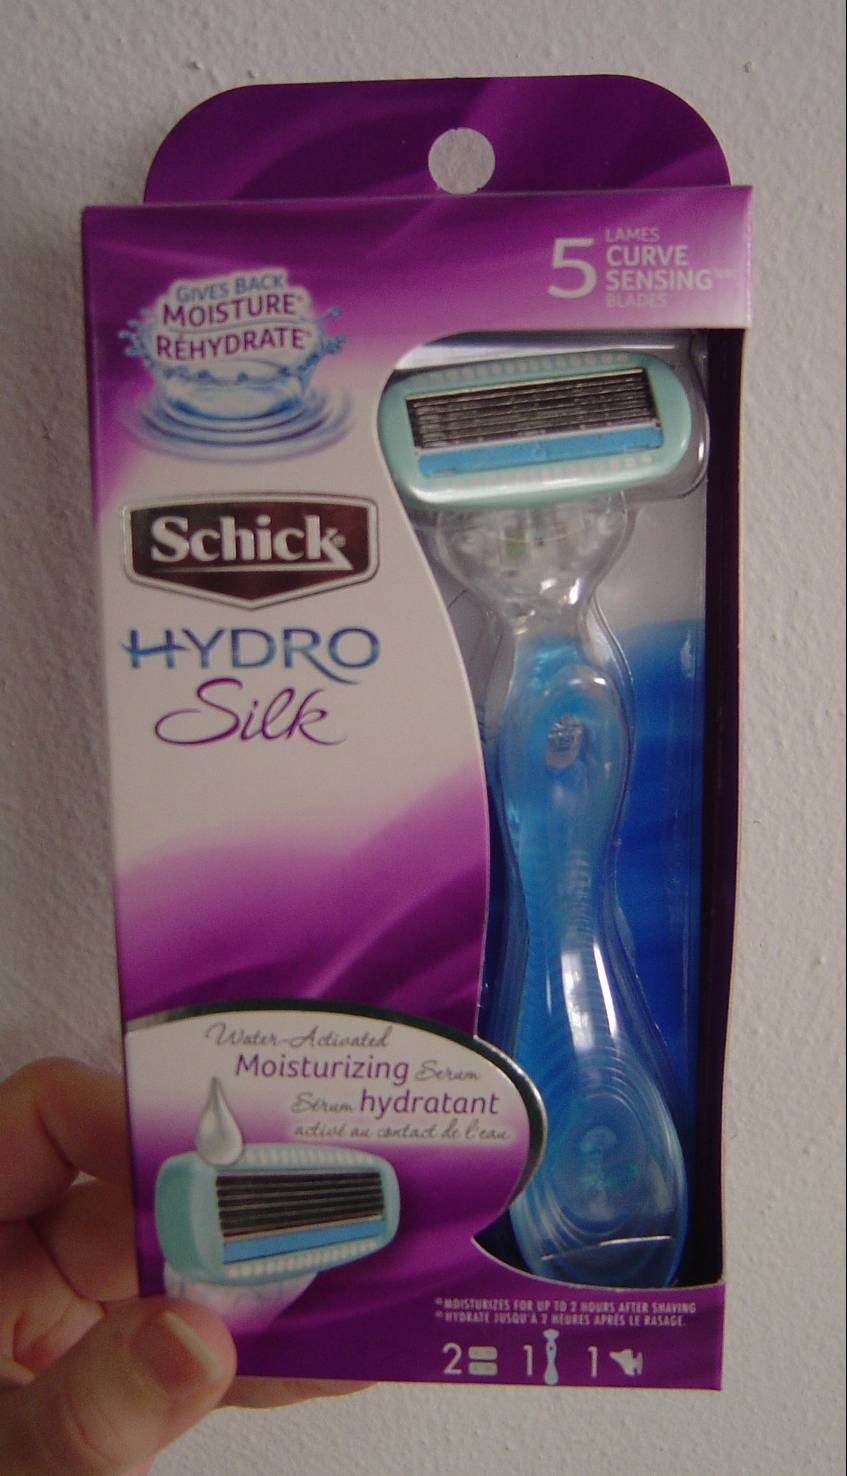 5 LAMES
CURVE
SENSING
BLADES
GIVES BACK
MOISTURE*
RÉHYDRATE*
Schick
HYDRO
Silk
Water-Activated
Moisturizing Serum
Sérum hydratant
activé au contact de l'eau
*MOISTURIZES FOR UP TO 2 HOURS AFTER SHAVING
*HYDRATE JUSQU'À 2 HEURES APRÈS LE RASAGE.
2 1 1